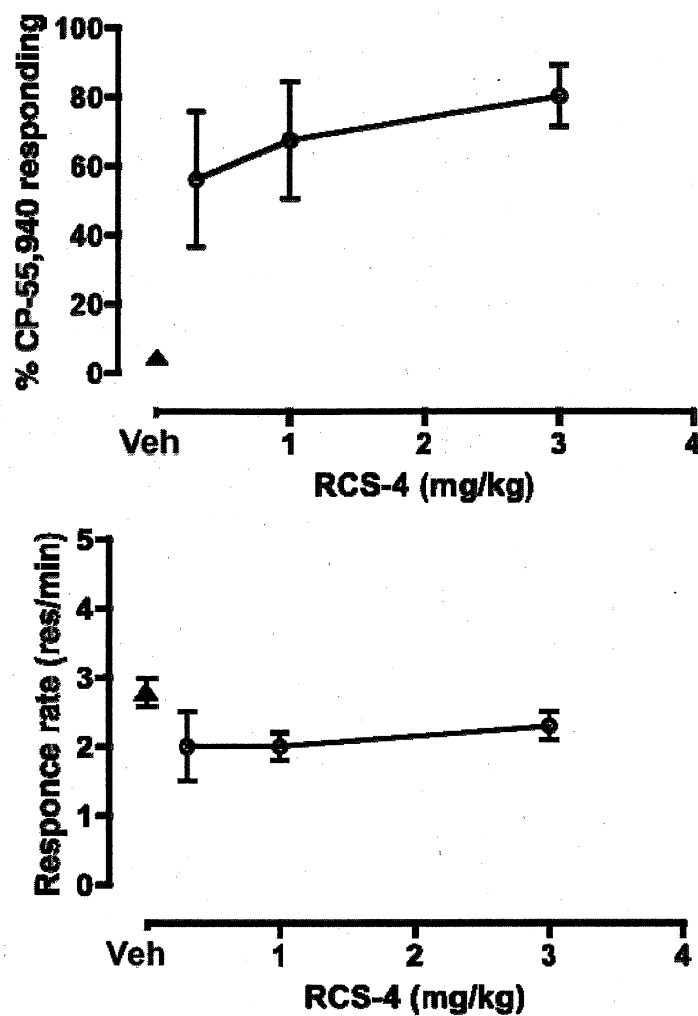 % CP-55,940 responding
100
80
60
40
20
0
Veh 1 2 3 4
RCS-4 (mg/kg)
Responce rate (res/min)
5
4
3
2
1
0
Veh 1 2 3 4
RCS-4 (mg/kg)